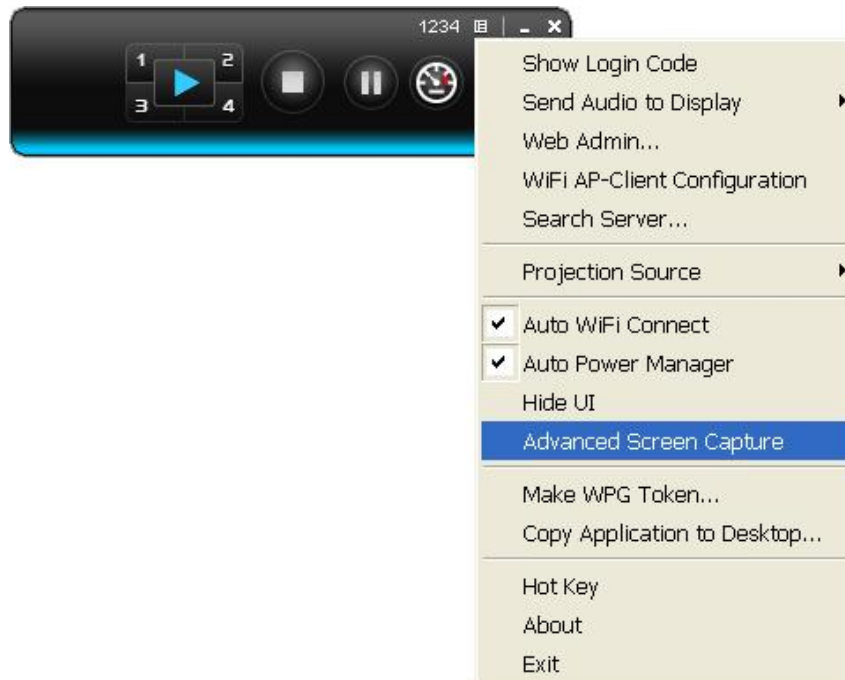 1234
1 2
3 4
Show Login Code
Send Audio to Display
Web Admin...
WiFi AP-Client Configuration
Search Server...
Projection Source
Auto WiFi Connect
Auto Power Manager
Hide UI
Advanced Screen Capture
Make WPG Token...
Copy Application to Desktop...
Hot Key
About
Exit